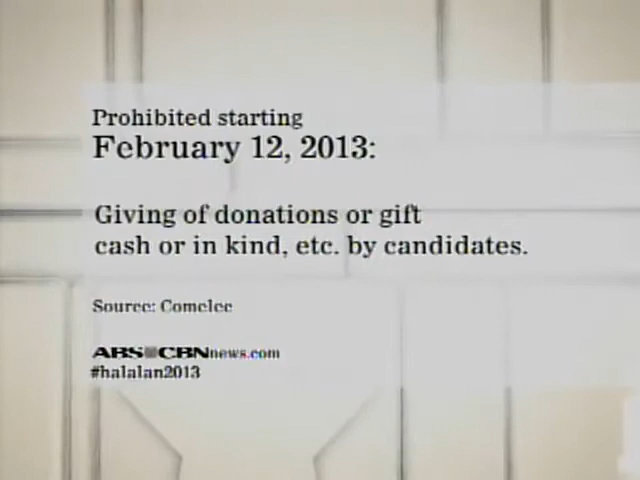 Prohibited starting
February 12, 2013:
Giving of donations or gift
cash or in kind, etc. by candidates.
Source: Comelec
ABS-CBNnews.com
#halalan2013